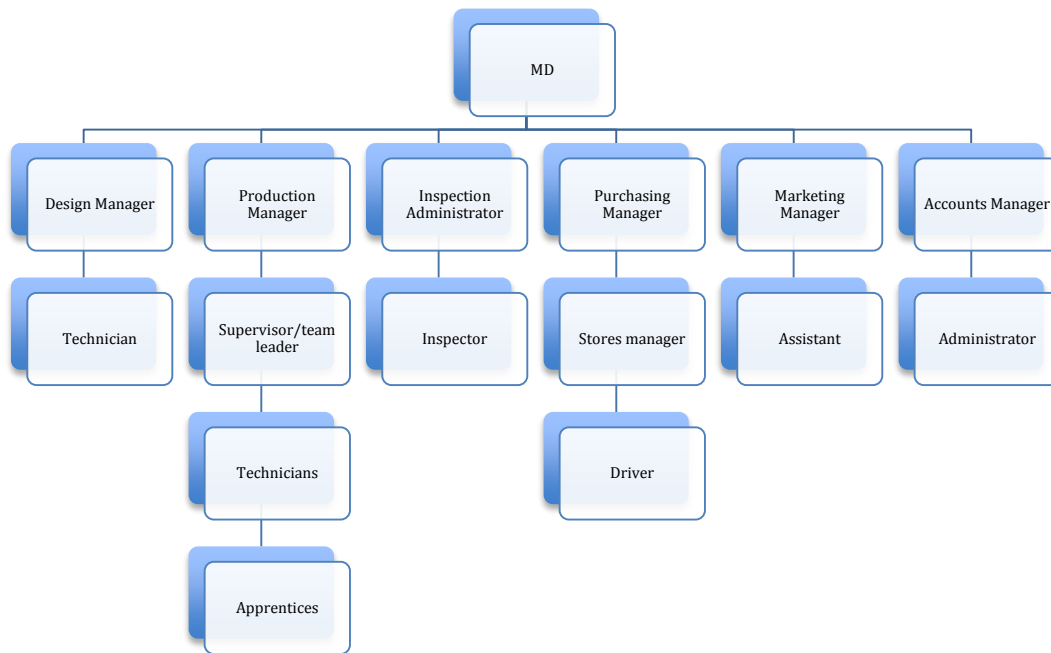 MD
Design Manager
Production
Manager
Inspection
Administrator
Purchasing
Manager
Marketing
Manager
Accounts Manager
Technician
Supervisor/team
leader
Inspector
Stores manager
Assistant
Administrator
Technicians
Driver
Apprentices